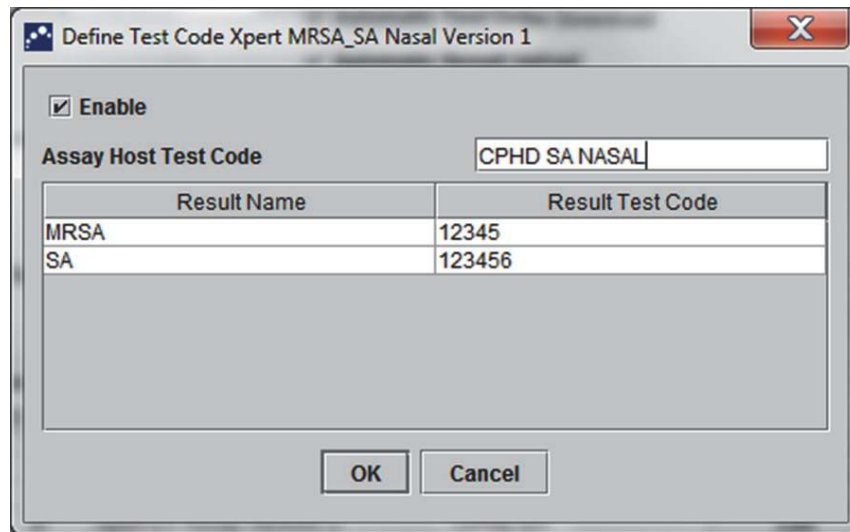 Define Test Code Xpert MRSA_SA Nasal Version 1
Enable
Assay Host Test Code CPHD SA NASAL
Result Name Result Test Code
MRSA 12345
SA 123456
OK Cancel